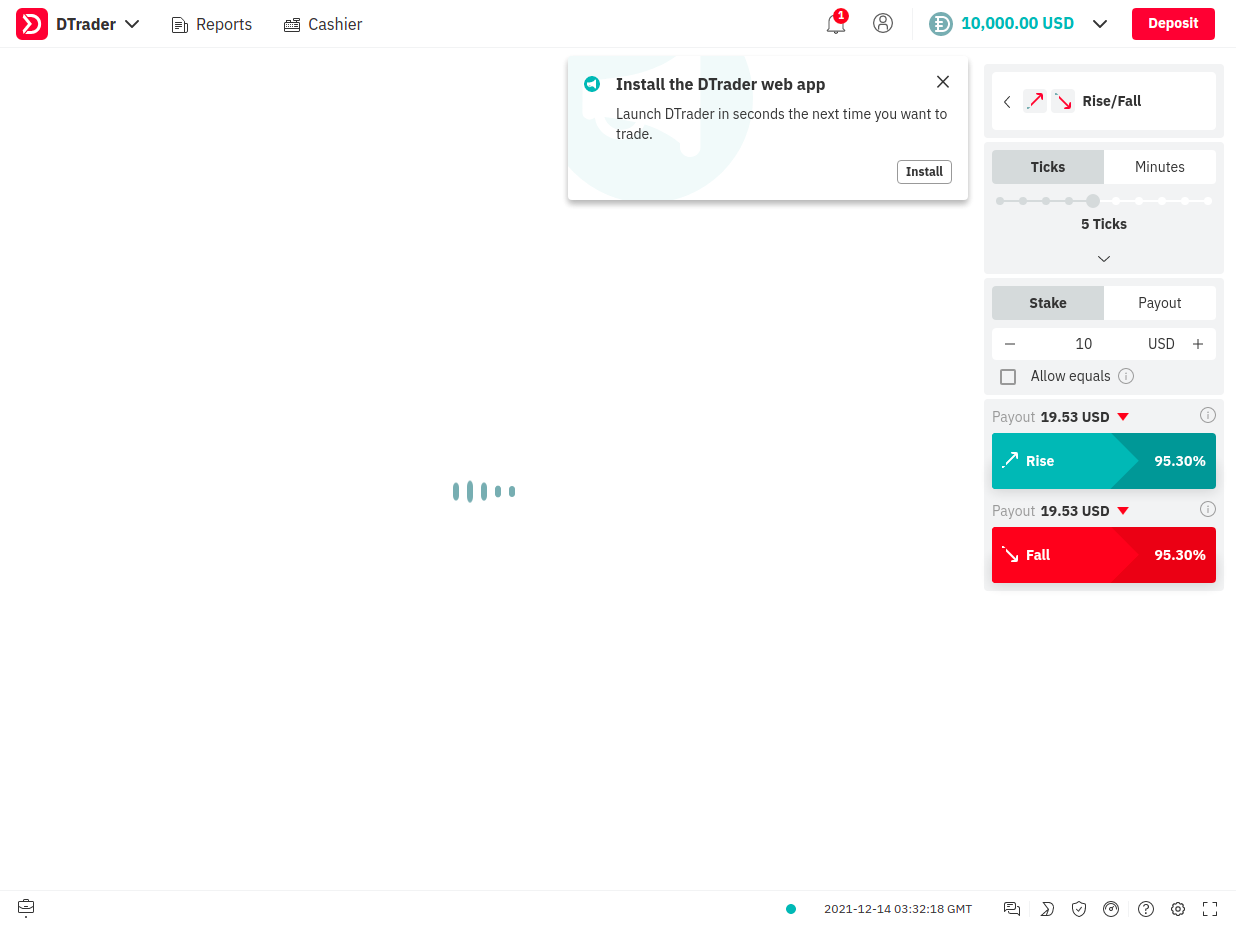 DTrader
Reports
Cashier
1
10,000.00 USD
Deposit
Install the DTrader web app
Launch DTrader in seconds the next time you want to
trade.
Install
Rise/Fall
Ticks
Minutes
5 Ticks
Stake
Payout
10
USD
Allow equals
Payout 19.53 USD
Rise
95.30%
Payout 19.53 USD
Fall
95.30%
2021-12-14 03:32:18 GMT